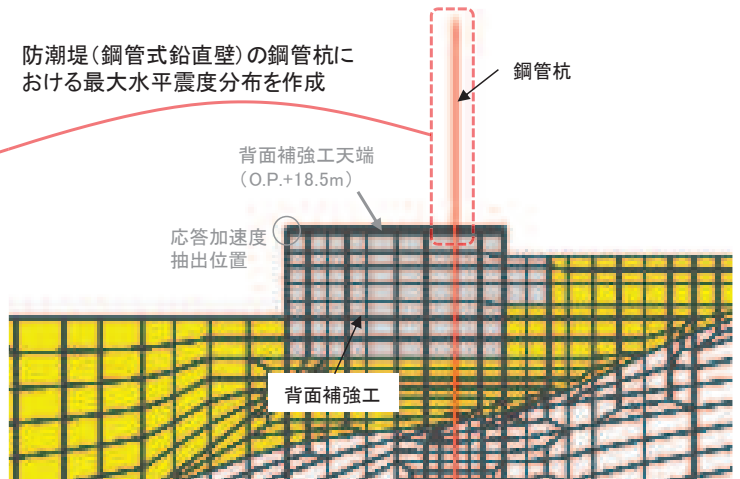 防潮堤(鋼管式鉛直壁)の鋼管杭に
おける最大水平震度分布を作成
鋼管杭
背面補強工天端
(O.P.+18.5m)
応答加速度
抽出位置
背面補強工